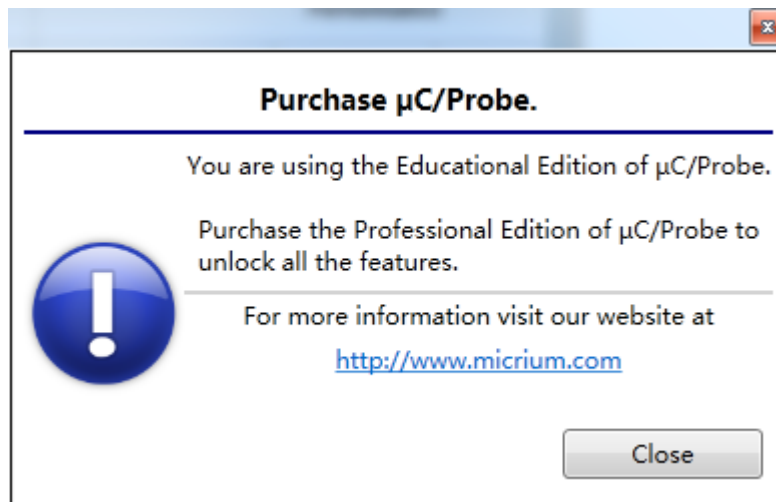 Purchase µC/Probe.
You are using the Educational Edition of µC/Probe.
Purchase the Professional Edition of µC/Probe to
unlock all the features.
For more information visit our website at
http://www.micrium.com
Close